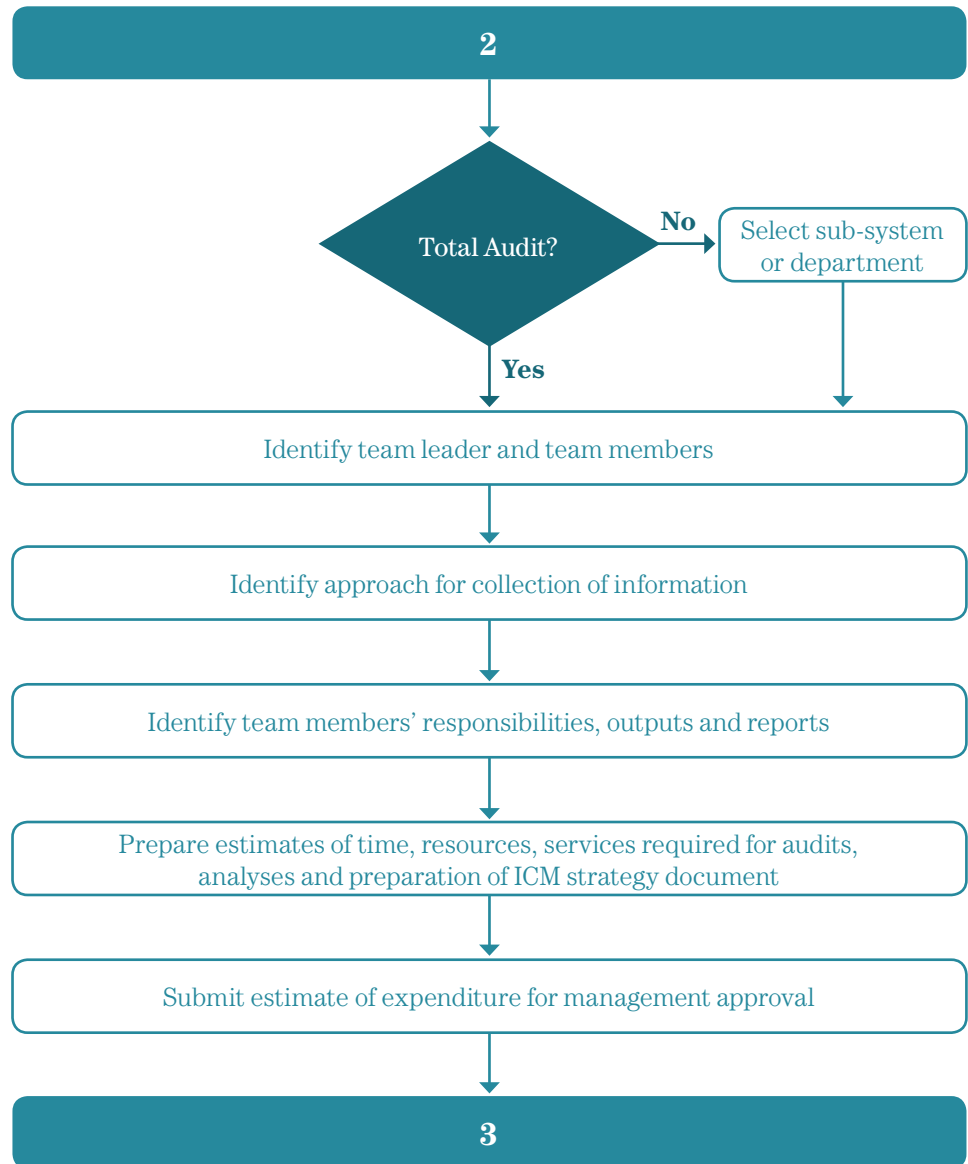 2
Total Audit?
No
Select sub-system
or department
Yes
Identify team leader and team members
Identify approach for collection of information
Identify team members’ responsibilities, outputs and reports
Prepare estimates of time, resources, services required for audits,
analyses and preparation of ICM strategy document
Submit estimate of expenditure for management approval
3